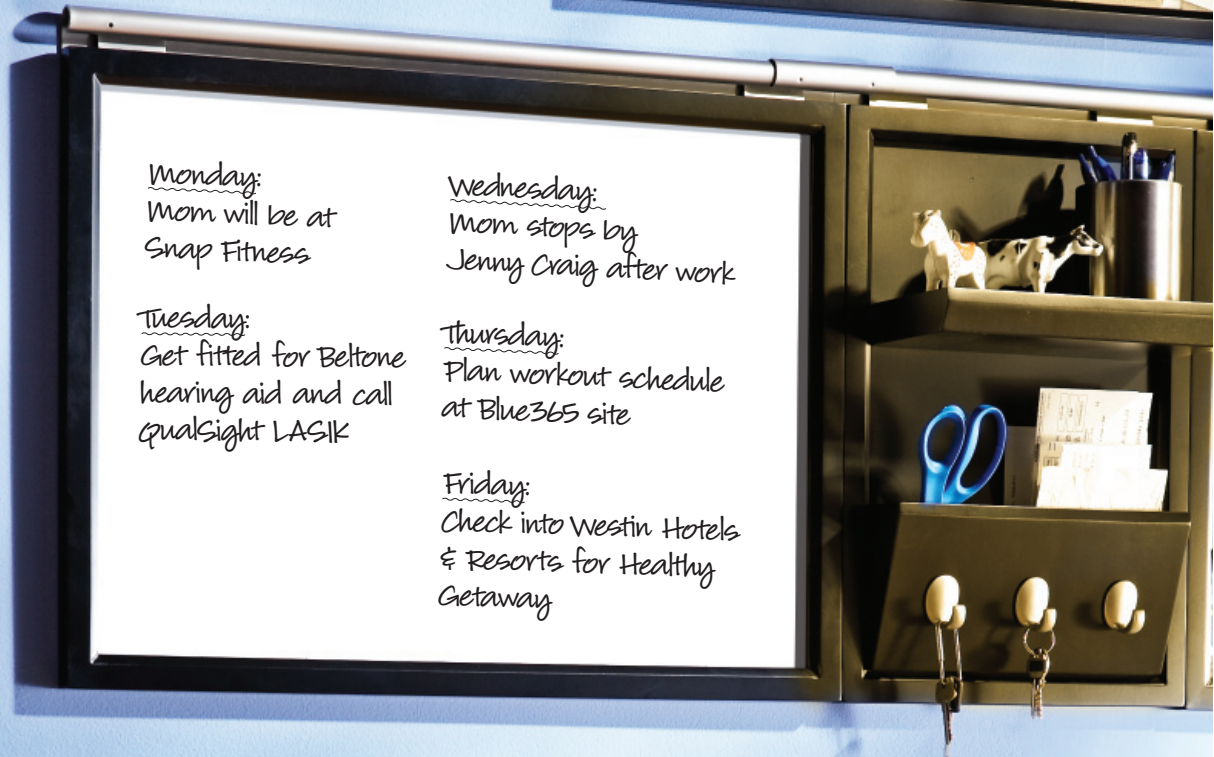 Monday:
Mom will be at
Snap Fitness
Tuesday:
Get fitted for Beltone
hearing aid and call
QualSight LASIK
Wednesday:
Mom stops by
Jenny Craig after work
Thursday:
Plan workout schedule
at Blue365 site
Friday:
Check into Westin Hotels
& Resorts for Healthy
Getaway